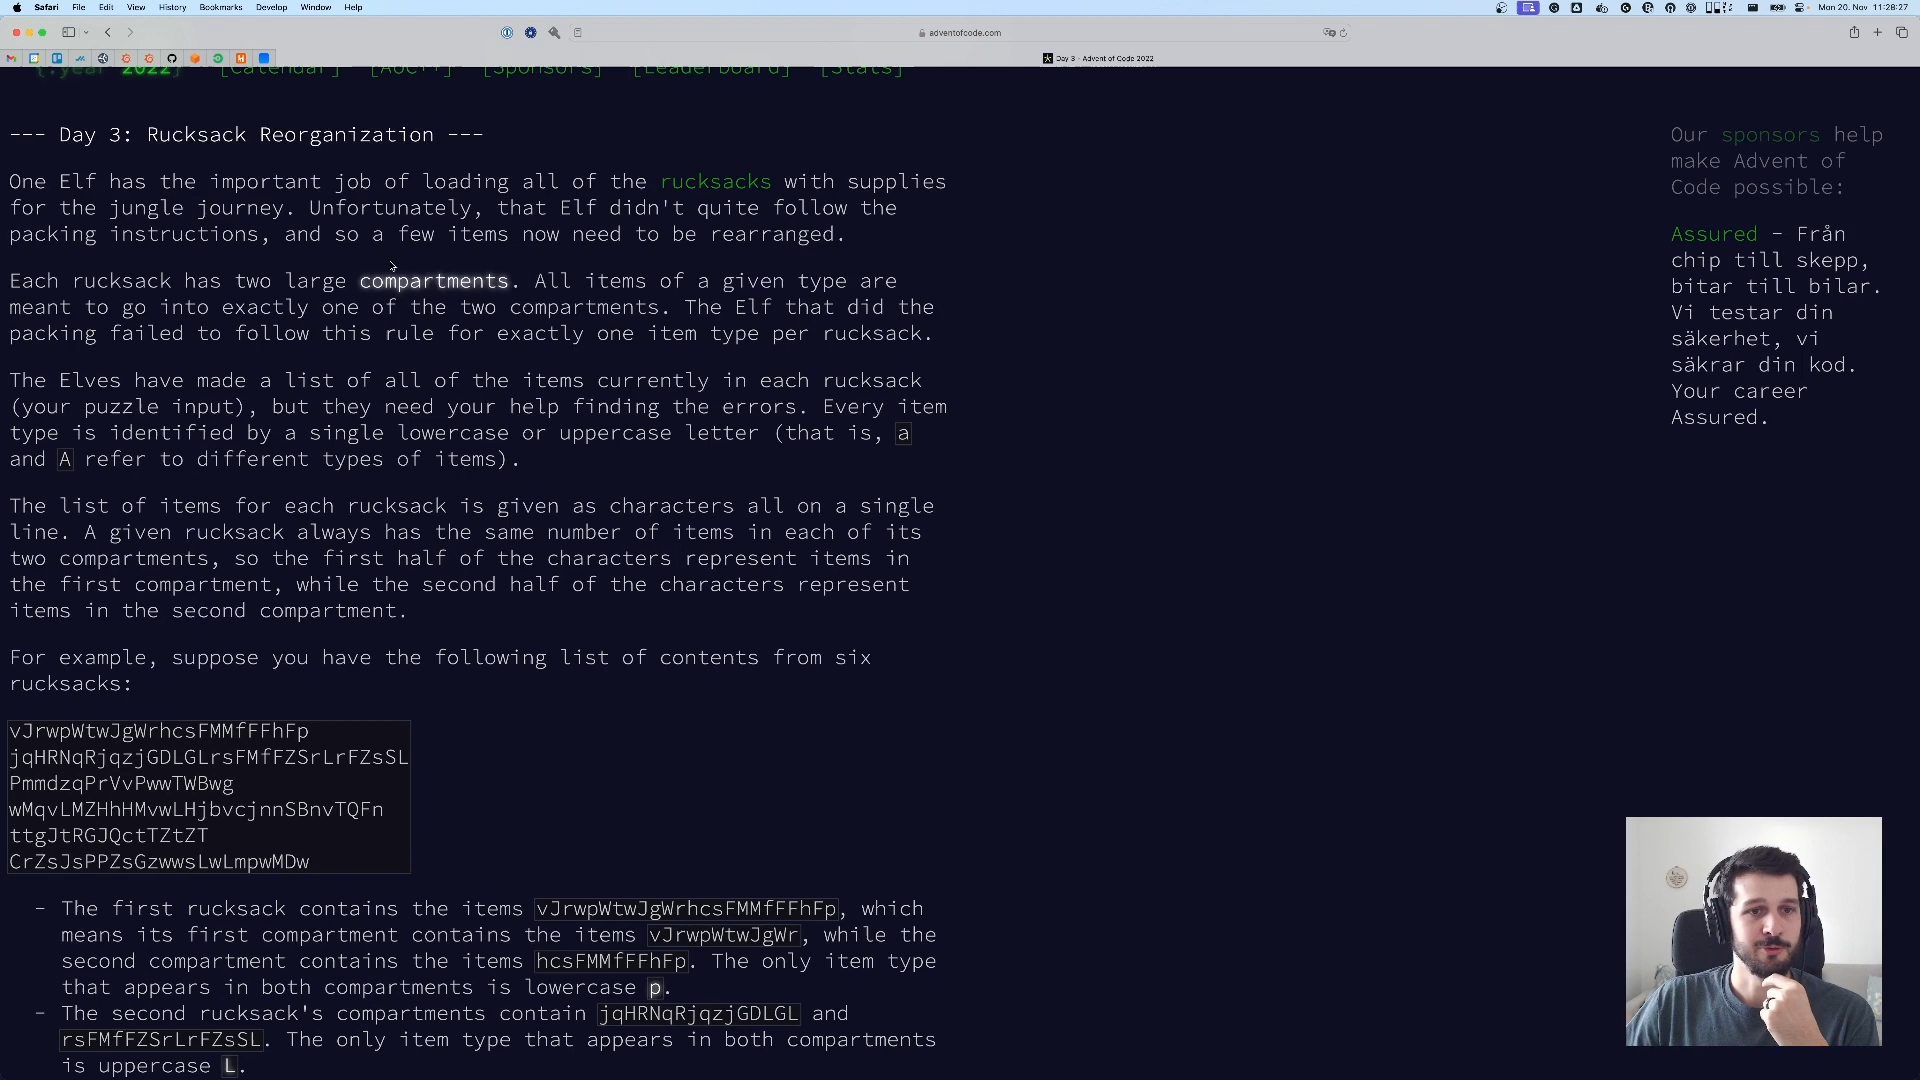 Safari File Edit View History Bookmarks Develop Window Help
Mon 20. Nov 11:28:27
adventofcode.com
Day 3 - Advent of Code 2022
{:year 2022} [Calendar] [AoC++] [Sponsors] [Leaderboard] [Stats]
--- Day 3: Rucksack Reorganization ---
One Elf has the important job of loading all of the rucksacks with supplies
for the jungle journey. Unfortunately, that Elf didn't quite follow the
packing instructions, and so a few items now need to be rearranged.
Each rucksack has two large compartments. All items of a given type are
meant to go into exactly one of the two compartments. The Elf that did the
packing failed to follow this rule for exactly one item type per rucksack.
The Elves have made a list of all of the items currently in each rucksack
(your puzzle input), but they need your help finding the errors. Every item
type is identified by a single lowercase or uppercase letter (that is, a
and A refer to different types of items).
The list of items for each rucksack is given as characters all on a single
line. A given rucksack always has the same number of items in each of its
two compartments, so the first half of the characters represent items in
the first compartment, while the second half of the characters represent
items in the second compartment.
For example, suppose you have the following list of contents from six
rucksacks:
vJrwpWtwJgWrhcsFMMfFFhFp
jqHRNqRjqzjGDLGLrsFMfFZSrLrFZsSL
PmmdzqPrVvPwwTWBwg
wMqvLMZHhHMvwLHjbvcjnnSBnvTQFn
ttgJtRGJQctTZtZT
CrZsJsPPZsGzwwsLwLmpwMDw
- The first rucksack contains the items vJrwpWtwJgWrhcsFMMfFFhFp, which
means its first compartment contains the items vJrwpWtwJgWr, while the
second compartment contains the items hcsFMMfFFhFp. The only item type
that appears in both compartments is lowercase p.
- The second rucksack's compartments contain jqHRNqRjqzjGDLGL and
rsFMfFZSrLrFZsSL. The only item type that appears in both compartments
is uppercase L.
Our sponsors help
make Advent of
Code possible:
Assured - Från
chip till skepp,
bitar till bilar.
Vi testar din
säkerhet, vi
säkrar din kod.
Your career
Assured.